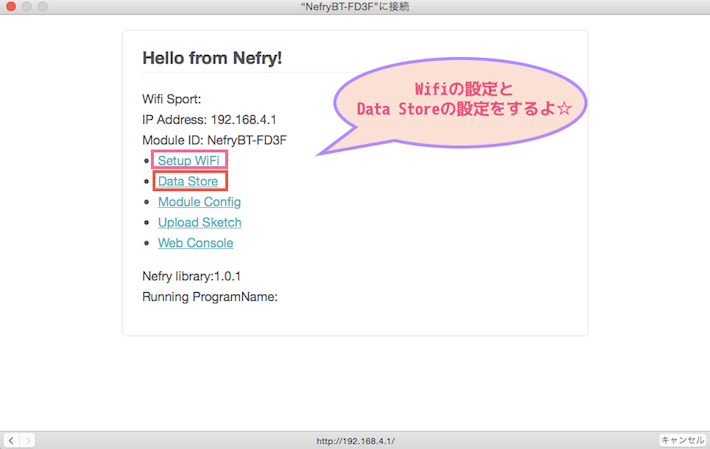 “NefryBT-FD3F”に接続
Hello from Nefry!
Wifiの設定と
Data Storeの設定をするよ☆
Wifi Sport:
IP Address: 192.168.4.1
Module ID: NefryBT-FD3F
Setup WiFi
Data Store
Module Config
Upload Sketch
Web Console
Nefry library:1.0.1
Running ProgramName:
http://192.168.4.1/
キャンセル